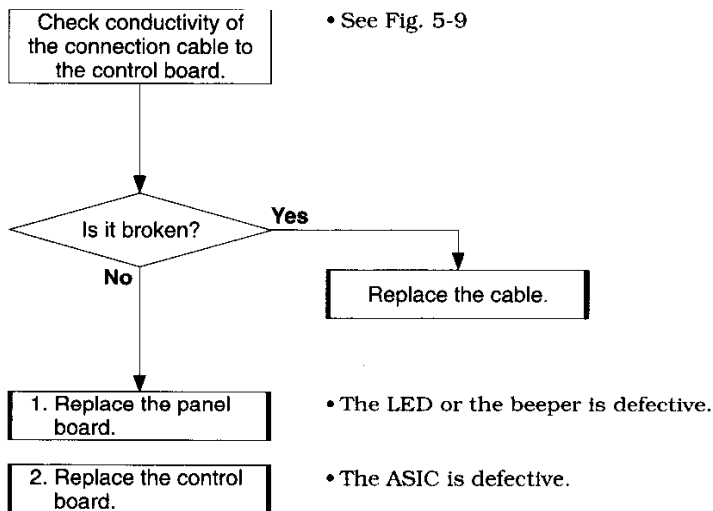 Check conductivity of
the connection cable to
the control board.
• See Fig. 5-9
Is it broken?
Yes
No
Replace the cable.
1. Replace the panel
board.
• The LED or the beeper is defective.
2. Replace the control
board.
• The ASIC is defective.